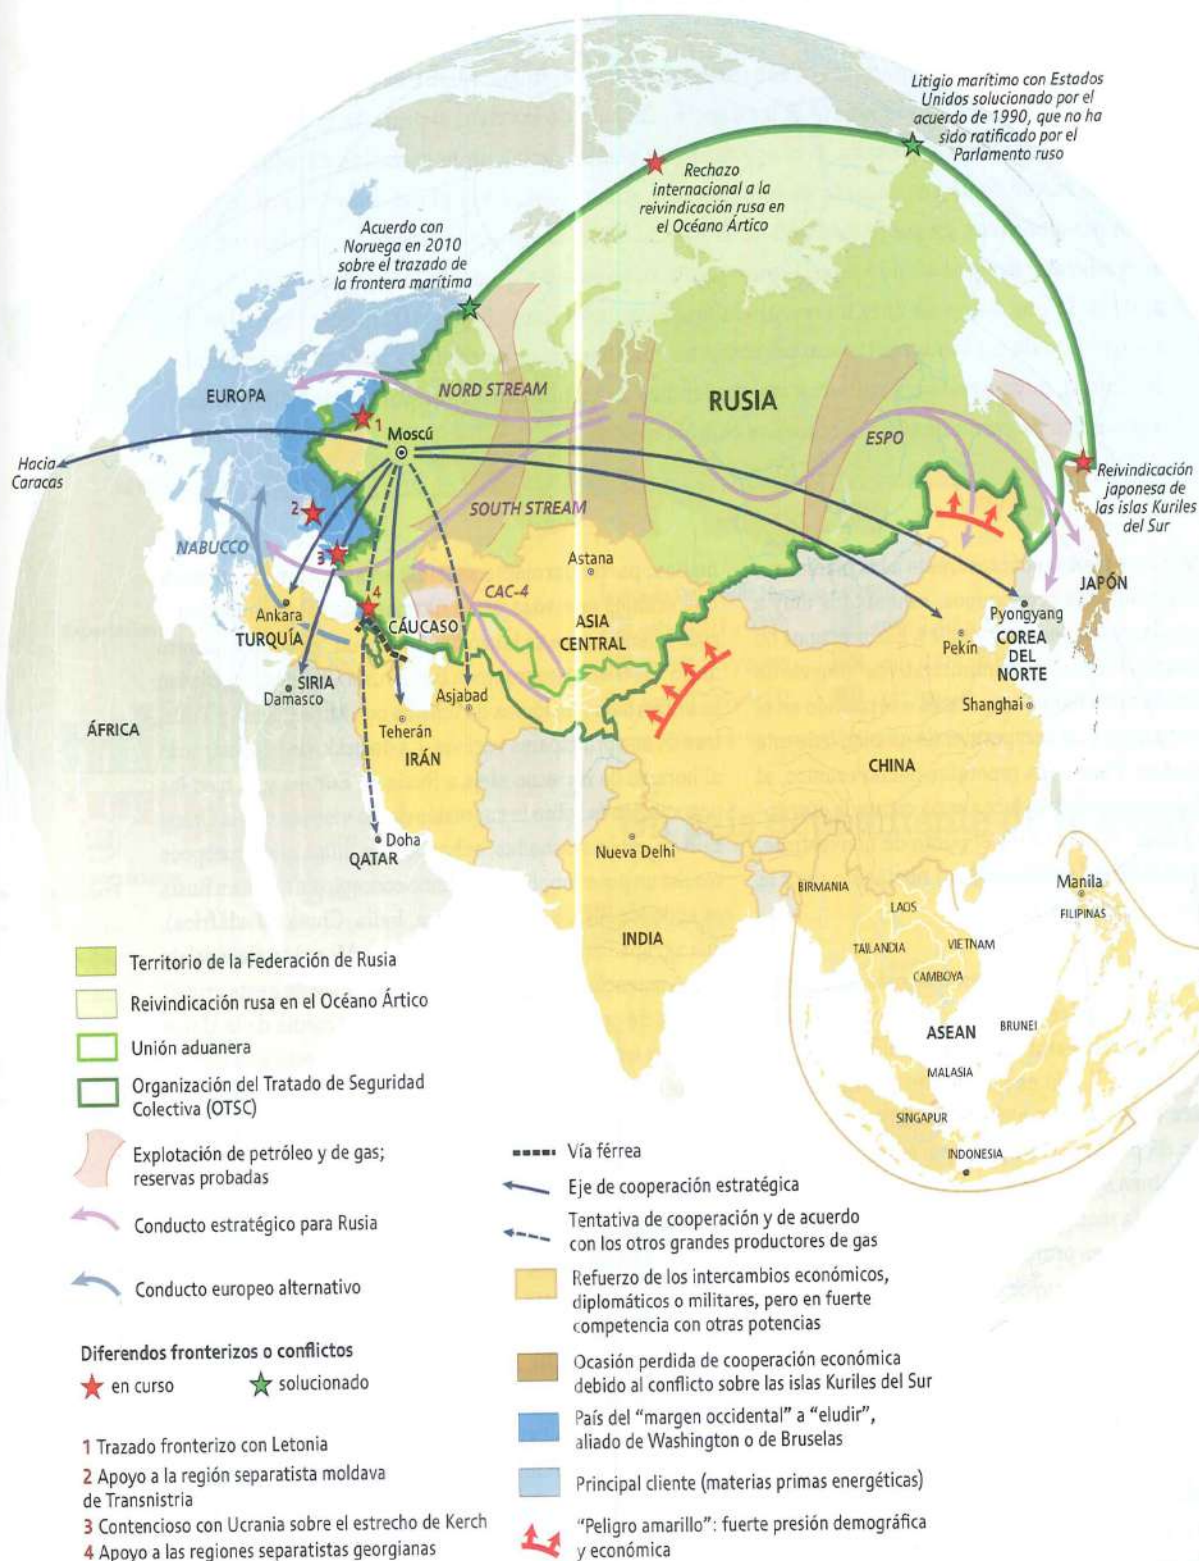 Litigio marítimo con Estados
Unidos solucionado por el
acuerdo de 1990, que no ha
sido ratificado por el
Parlamento ruso
Rechazo
internacional a la
reivindicación rusa en
el Océano Ártico
Acuerdo con
Noruega en 2010
sobre el trazado de
la frontera marítima
EUROPA
NORD STREAM
RUSIA
1
Moscú
ESPO
Hacia
Caracas
Reivindicación
japonesa de
las islas Kuriles
del Sur
2
SOUTH STREAM
NABUCCO
3
Astana
CAC-4
JAPÓN
4
Ankara
TURQUÍA
CÁUCASO
ASIA
CENTRAL
Pyongyang
Pekín
COREA
DEL
NORTE
SIRIA
Damasco
Asjabad
Shanghai
ÁFRICA
Teherán
IRÁN
CHINA
Doha
QATAR
Nueva Delhi
BIRMANIA
Manila
LAOS
FILIPINAS
INDIA
TAILANDIA
VIETNAM
CAMBOYA
ASEAN
BRUNEI
MALASIA
SINGAPUR
INDONESIA
Territorio de la Federación de Rusia
Reivindicación rusa en el Océano Ártico
Unión aduanera
Organización del Tratado de Seguridad
Colectiva (OTSC)
Explotación de petróleo y de gas;
reservas probadas
Conducto estratégico para Rusia
Conducto europeo alternativo
Diferendos fronterizos o conflictos
en curso
solucionado
1 Trazado fronterizo con Letonia
2 Apoyo a la región separatista moldava
de Transnistria
3 Contencioso con Ucrania sobre el estrecho de Kerch
4 Apoyo a las regiones separatistas georgianas
Vía férrea
Eje de cooperación estratégica
Tentativa de cooperación y de acuerdo
con los otros grandes productores de gas
Refuerzo de los intercambios económicos,
diplomáticos o militares, pero en fuerte
competencia con otras potencias
Ocasión perdida de cooperación económica
debido al conflicto sobre las islas Kuriles del Sur
País del "margen occidental" a "eludir",
aliado de Washington o de Bruselas
Principal cliente (materias primas energéticas)
"Peligro amarillo": fuerte presión demográfica
y económica